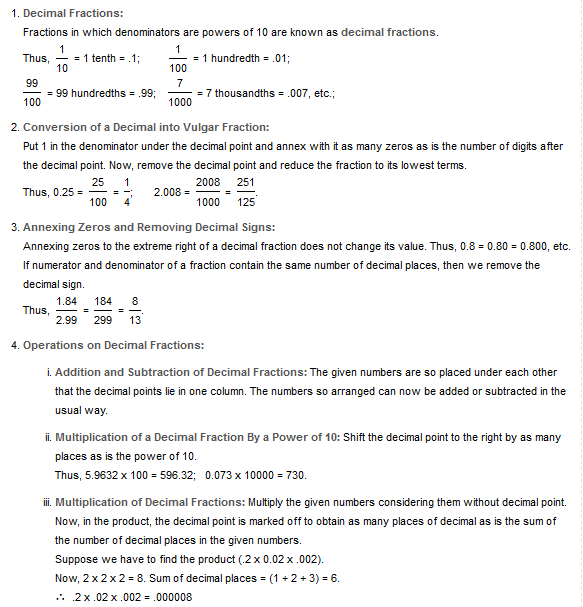 1. Decimal Fractions:
Fractions in which denominators are powers of 10 are known as decimal fractions.
Thus, 1/10 = 1 tenth = .1; 1/100 = 1 hundredth = .01;
99/100 = 99 hundredths = .99; 7/1000 = 7 thousandths = .007, etc.;
2. Conversion of a Decimal into Vulgar Fraction:
Put 1 in the denominator under the decimal point and annex with it as many zeros as is the number of digits after
the decimal point. Now, remove the decimal point and reduce the fraction to its lowest terms.
Thus, 0.25 = 25/100 = 1/4; 2.008 = 2008/1000 = 251/125.
3. Annexing Zeros and Removing Decimal Signs:
Annexing zeros to the extreme right of a decimal fraction does not change its value. Thus, 0.8 = 0.80 = 0.800, etc.
If numerator and denominator of a fraction contain the same number of decimal places, then we remove the
decimal sign.
Thus, 1.84/2.99 = 184/299 = 8/13.
4. Operations on Decimal Fractions:
i. Addition and Subtraction of Decimal Fractions: The given numbers are so placed under each other
that the decimal points lie in one column. The numbers so arranged can now be added or subtracted in the
usual way.
ii. Multiplication of a Decimal Fraction By a Power of 10: Shift the decimal point to the right by as many
places as is the power of 10.
Thus, 5.9632 x 100 = 596.32; 0.073 x 10000 = 730.
iii. Multiplication of Decimal Fractions: Multiply the given numbers considering them without decimal point.
Now, in the product, the decimal point is marked off to obtain as many places of decimal as is the sum of
the number of decimal places in the given numbers.
Suppose we have to find the product (.2 x 0.02 x .002).
Now, 2 x 2 x 2 = 8. Sum of decimal places = (1 + 2 + 3) = 6.
∴ .2 x .02 x .002 = .000008